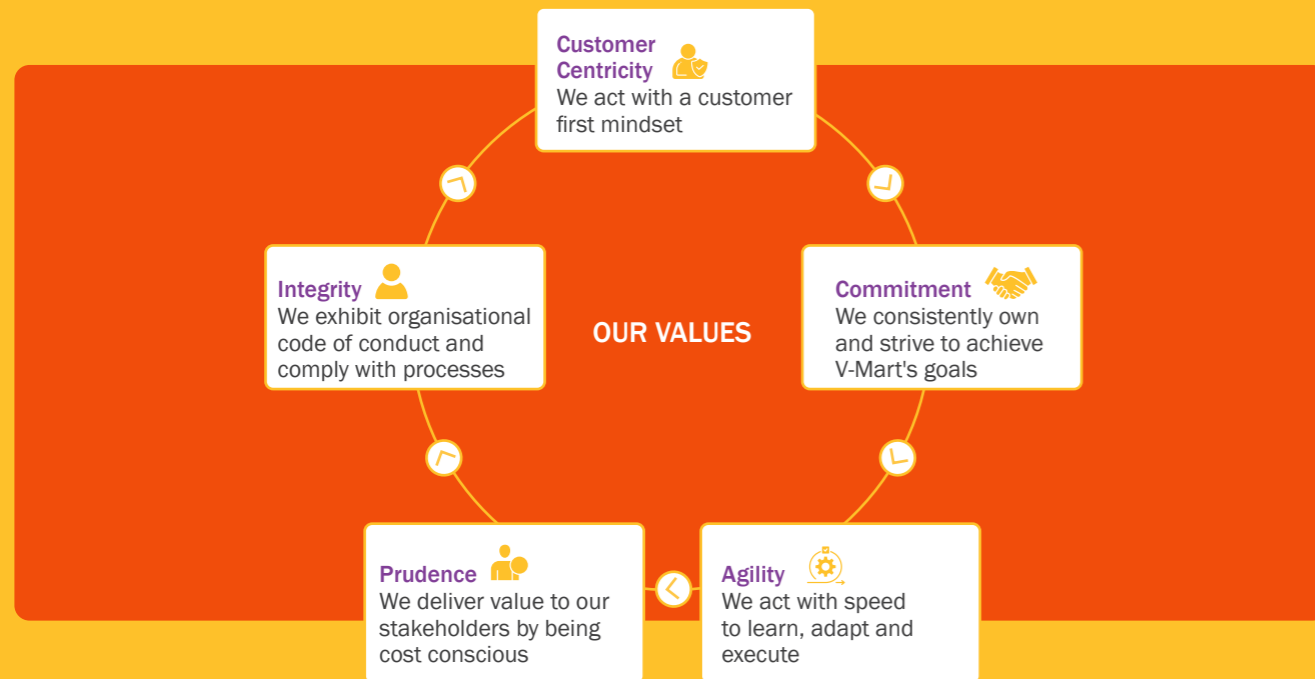 Customer
Centricity
We act with a customer
first mindset
Integrity
We exhibit organisational
code of conduct and
comply with processes
OUR VALUES
Commitment
We consistently own
and strive to achieve
V-Mart's goals
Prudence
We deliver value to our
stakeholders by being
cost conscious
Agility
We act with speed
to learn, adapt and
execute